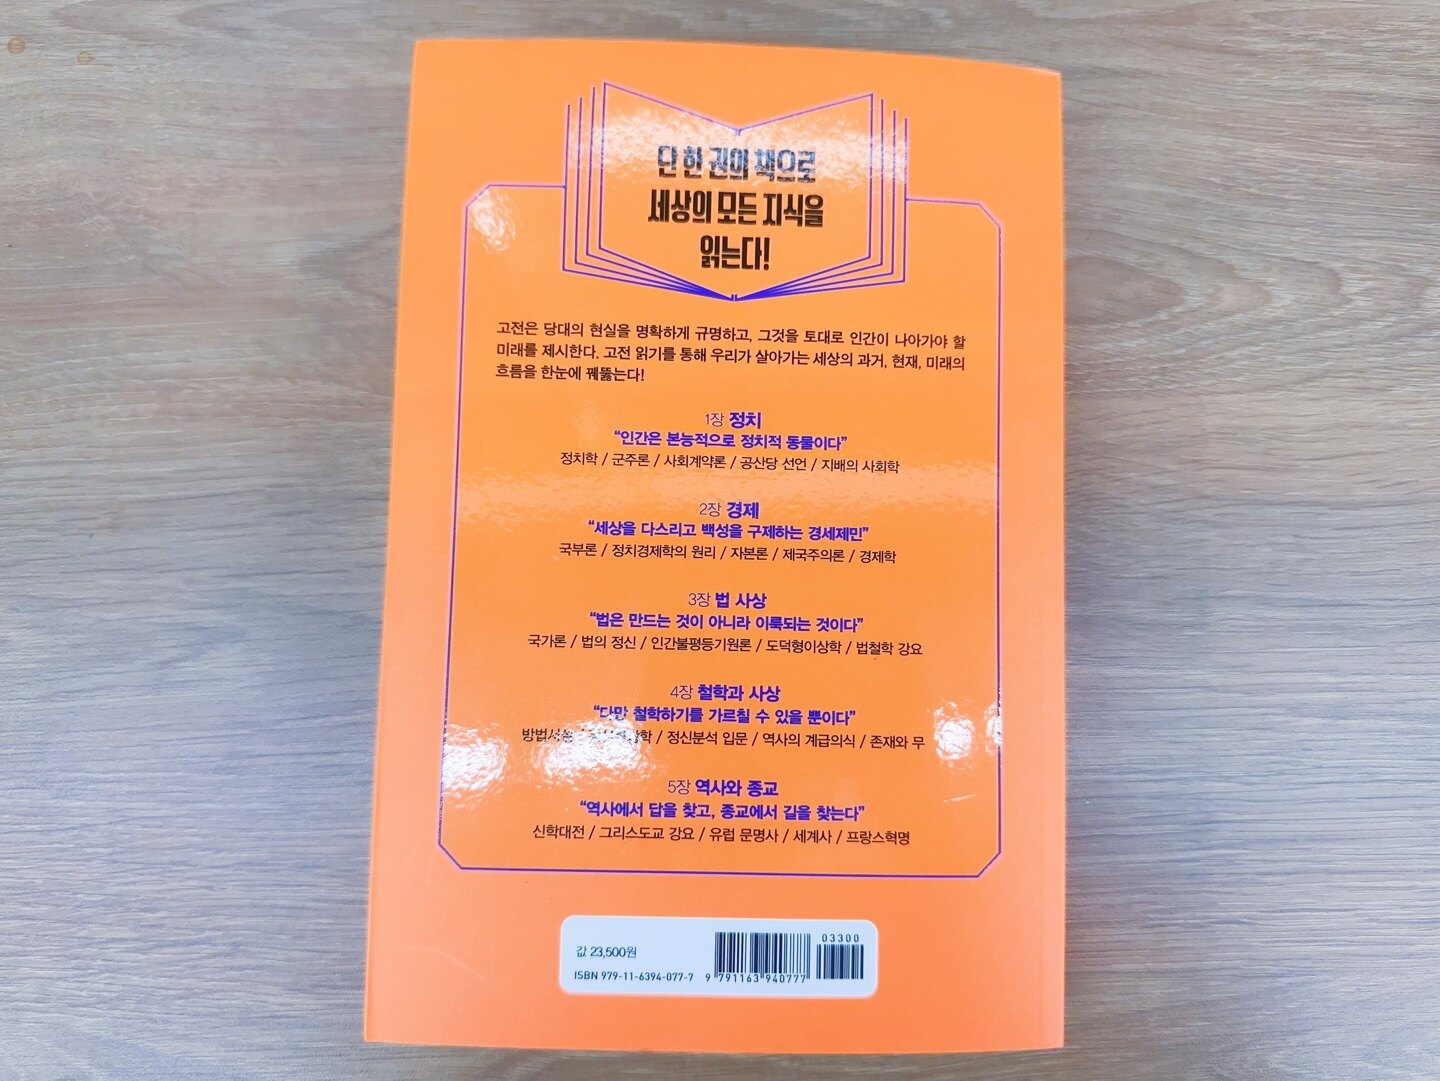 단 한 권의 책으로
세상의 모든 지식을
읽는다!
고전은 당대의 현실을 명확하게 규명하고, 그것을 토대로 인간이 나아가야 할
미래를 제시한다. 고전 읽기를 통해 우리가 살아가는 세상의 과거, 현재, 미래의
흐름을 한눈에 꿰뚫는다!
1장 정치
“인간은 본능적으로 정치적 동물이다”
정치학 / 군주론 / 사회계약론 / 공산당 선언 / 지배의 사회학
2장 경제
“세상을 다스리고 백성을 구제하는 경세제민”
국부론 / 정치경제학의 원리 / 자본론 / 제국주의론 / 경제학
3장 법 사상
“법은 만드는 것이 아니라 이룩되는 것이다”
국가론 / 법의 정신 / 인간불평등기원론 / 도덕형이상학 / 법철학 강요
4장 철학과 사상
“다만 철학하기를 가르칠 수 있을 뿐이다”
방법서설 / / 정신분석 입문 / 역사의 계급의식 / 존재와 무
5장 역사와 종교
“역사에서 답을 찾고, 종교에서 길을 찾는다”
신학대전 / 그리스도교 강요 / 유럽 문명사 / 세계사 / 프랑스혁명
값 23,500원
03300
ISBN 979-11-6394-077-7
9 791163 940777